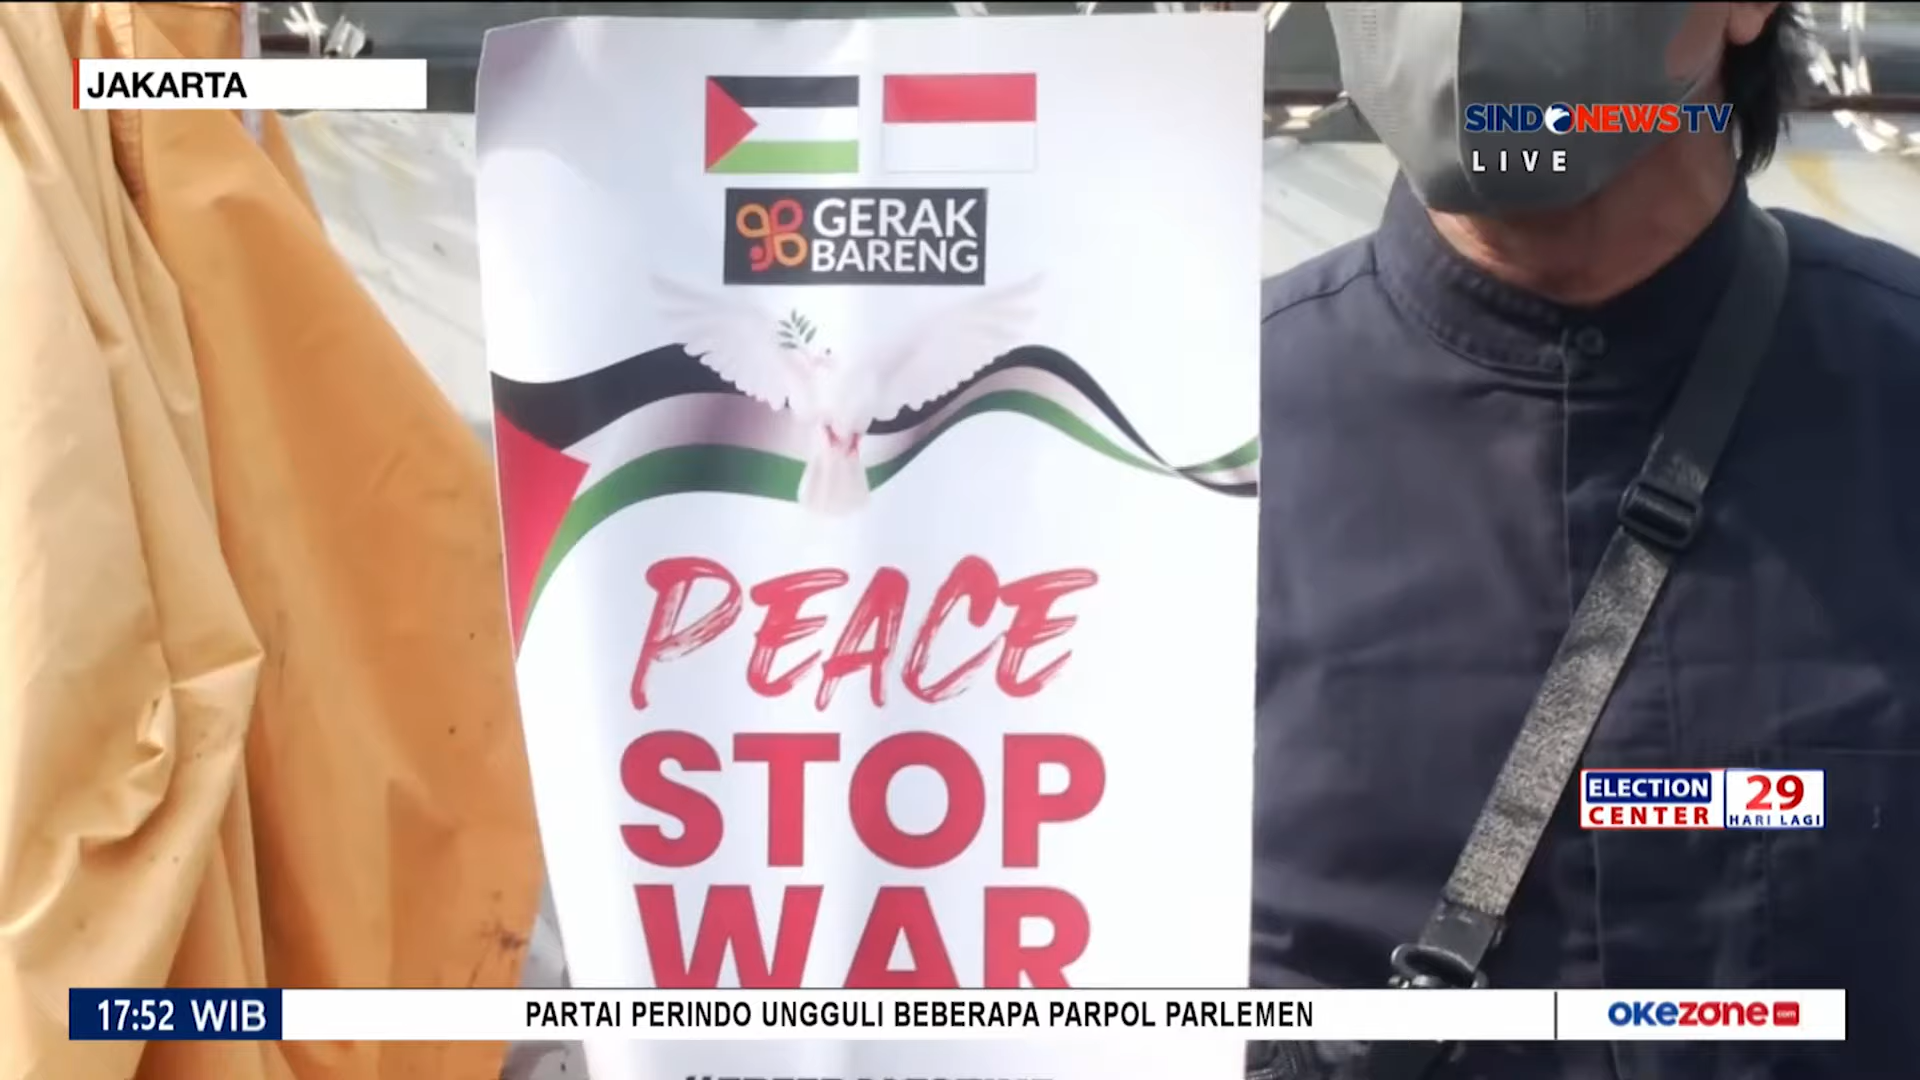 JAKARTA
SINDONEWSTV
LIVE
GERAK
BARENG
PEACE
STOP
WAR
ELECTION
CENTER
29
HARI LAGI
17:52 WIB
PARTAI PERINDO UNGGULI BEBERAPA PARPOL PARLEMEN
okezone.com